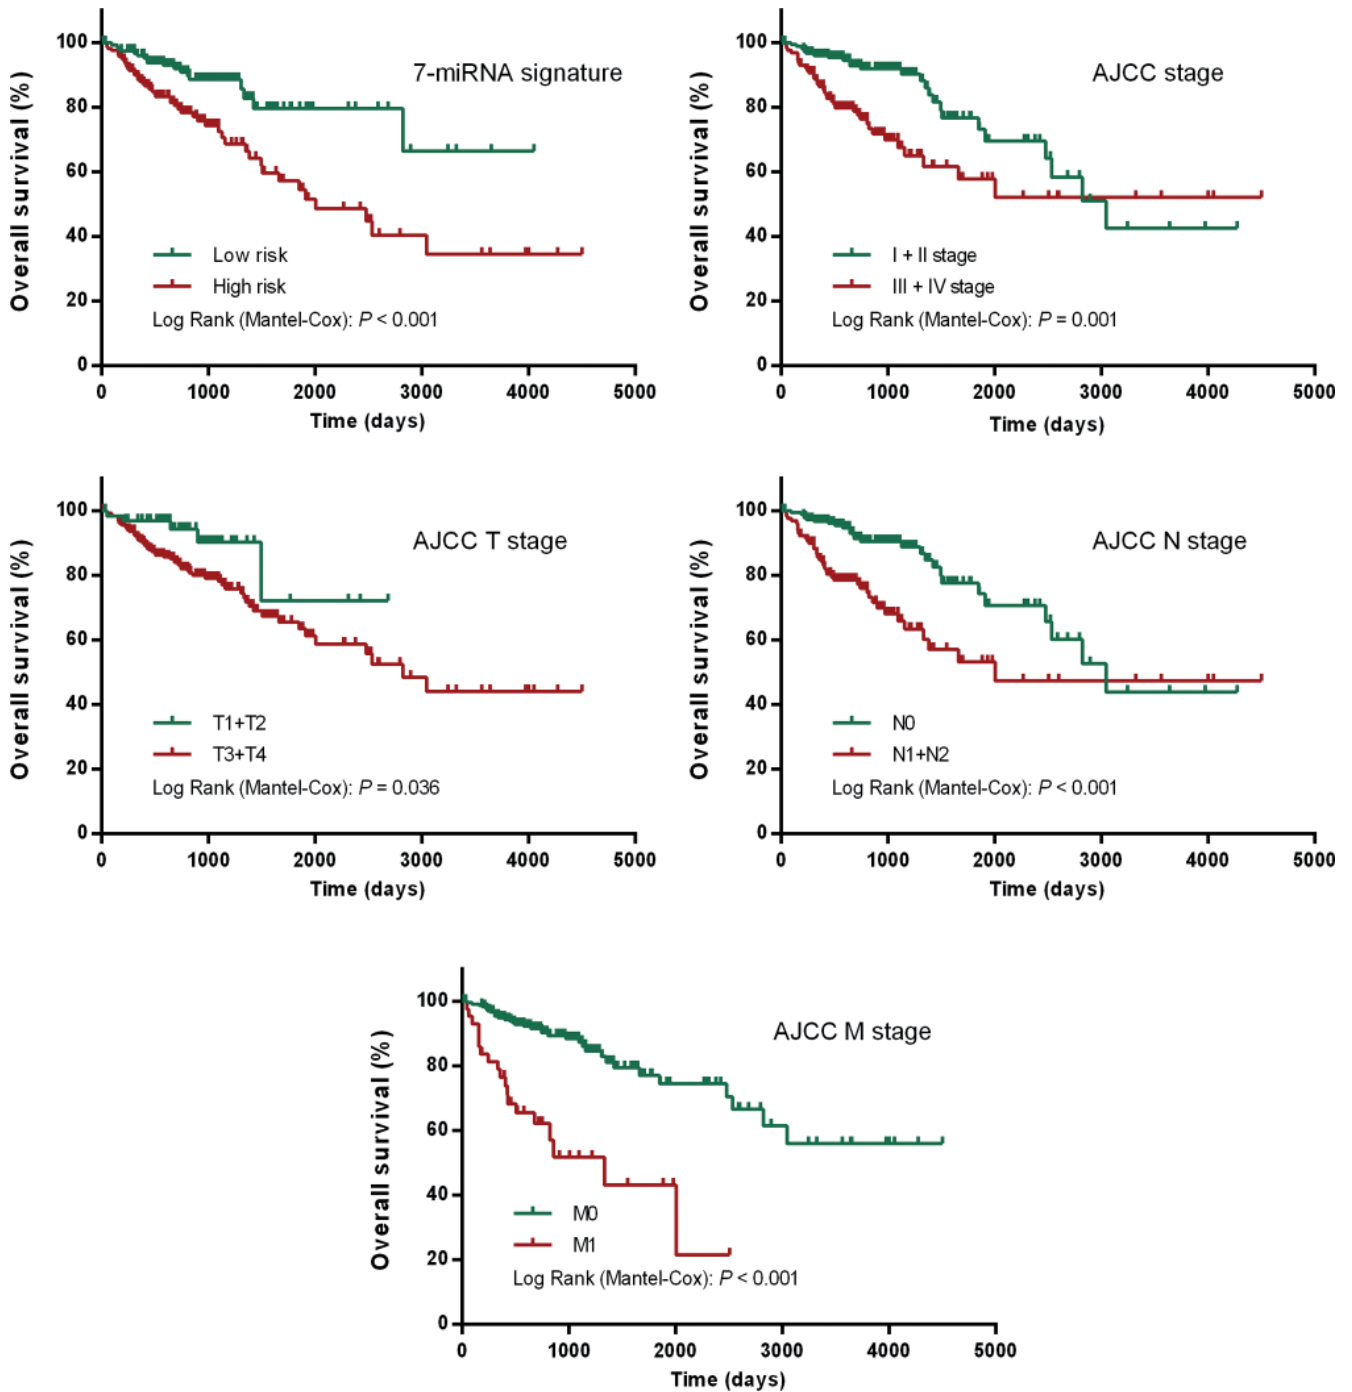 7-miRNA signature
Overall survival (%)
100
80
60
40
20
0
Low risk
High risk
Log Rank (Mantel-Cox): P < 0.001
0 1000 2000 3000 4000 5000
Time (days)
AJCC stage
Overall survival (%)
100
80
60
40
20
0
I + II stage
III + IV stage
Log Rank (Mantel-Cox): P = 0.001
0 1000 2000 3000 4000 5000
Time (days)
AJCC T stage
Overall survival (%)
100
80
60
40
20
0
T1+T2
T3+T4
Log Rank (Mantel-Cox): P = 0.036
0 1000 2000 3000 4000 5000
Time (days)
AJCC N stage
Overall survival (%)
100
80
60
40
20
0
N0
N1+N2
Log Rank (Mantel-Cox): P < 0.001
0 1000 2000 3000 4000 5000
Time (days)
AJCC M stage
Overall survival (%)
100
80
60
40
20
0
M0
M1
Log Rank (Mantel-Cox): P < 0.001
0 1000 2000 3000 4000 5000
Time (days)